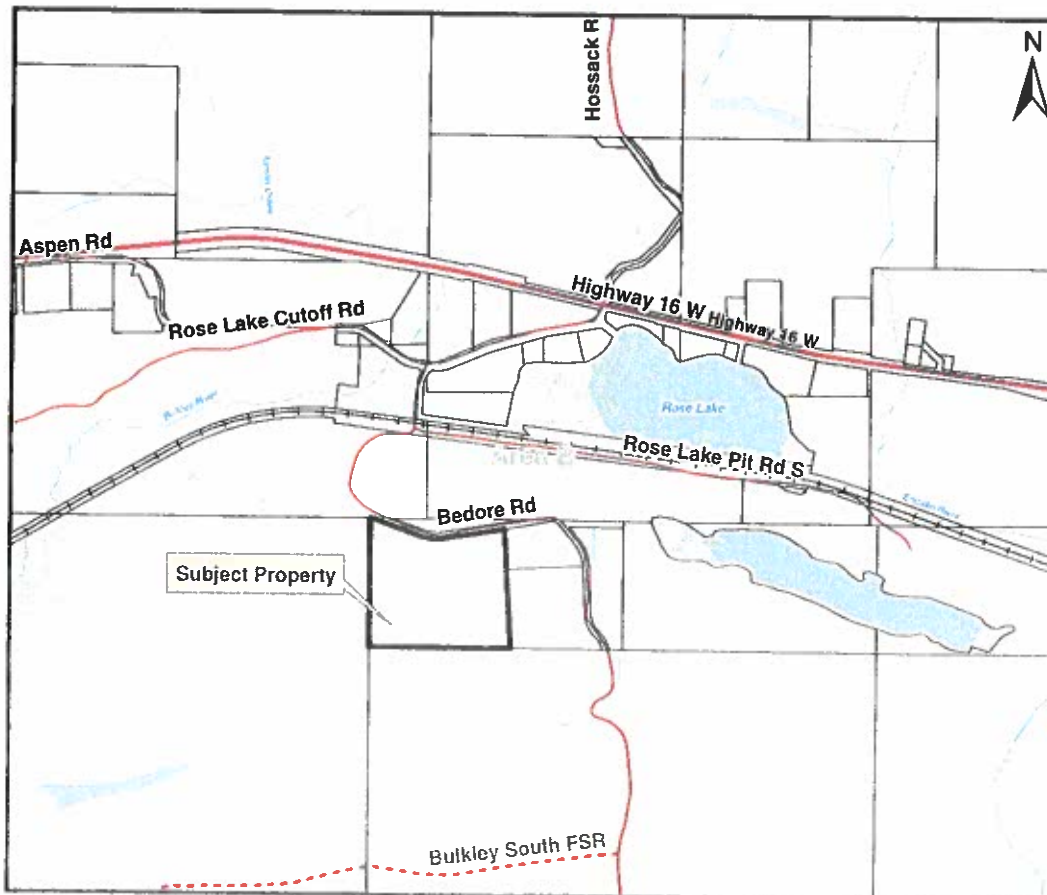 Hossack R
N
Aspen Rd
Highway 16 W
Highway 16 W
Rose Lake Cutoff Rd
Rose Lake
Rose Lake Pit Rd S
Bedore Rd
Subject Property
Bulkley South FSR